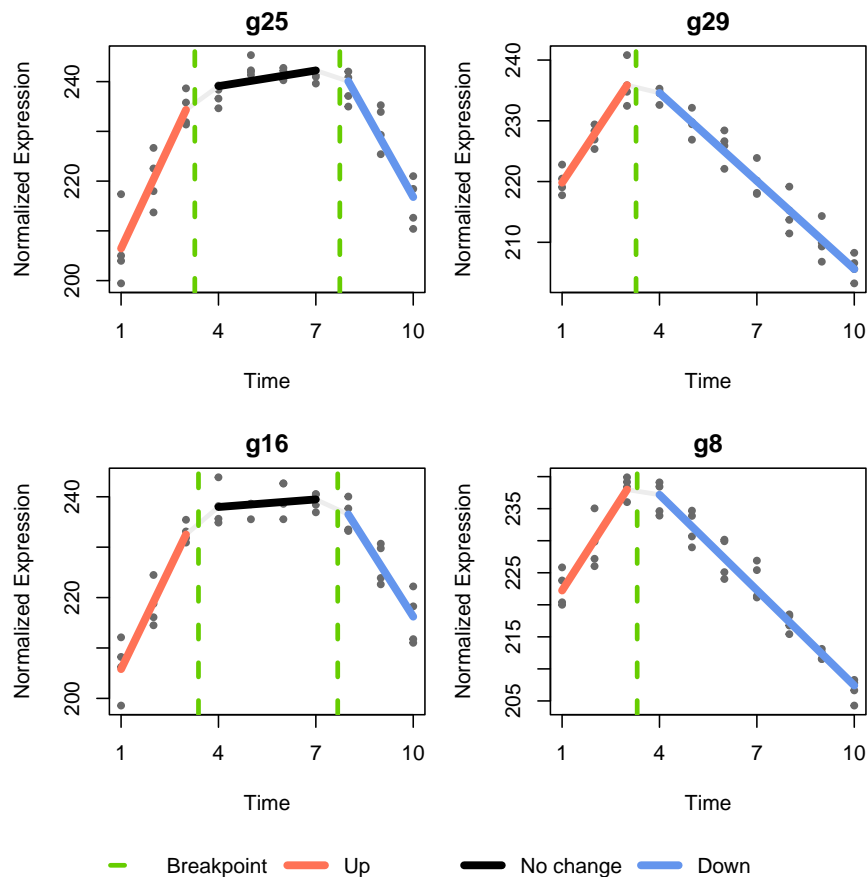 g25
Normalized Expression
240
220
200
1 4 7 10
Time
g29
Normalized Expression
240
230
220
210
1 4 7 10
Time
g16
Normalized Expression
240
220
200
1 4 7 10
Time
g8
Normalized Expression
235
225
215
205
1 4 7 10
Time
Breakpoint Up No change Down